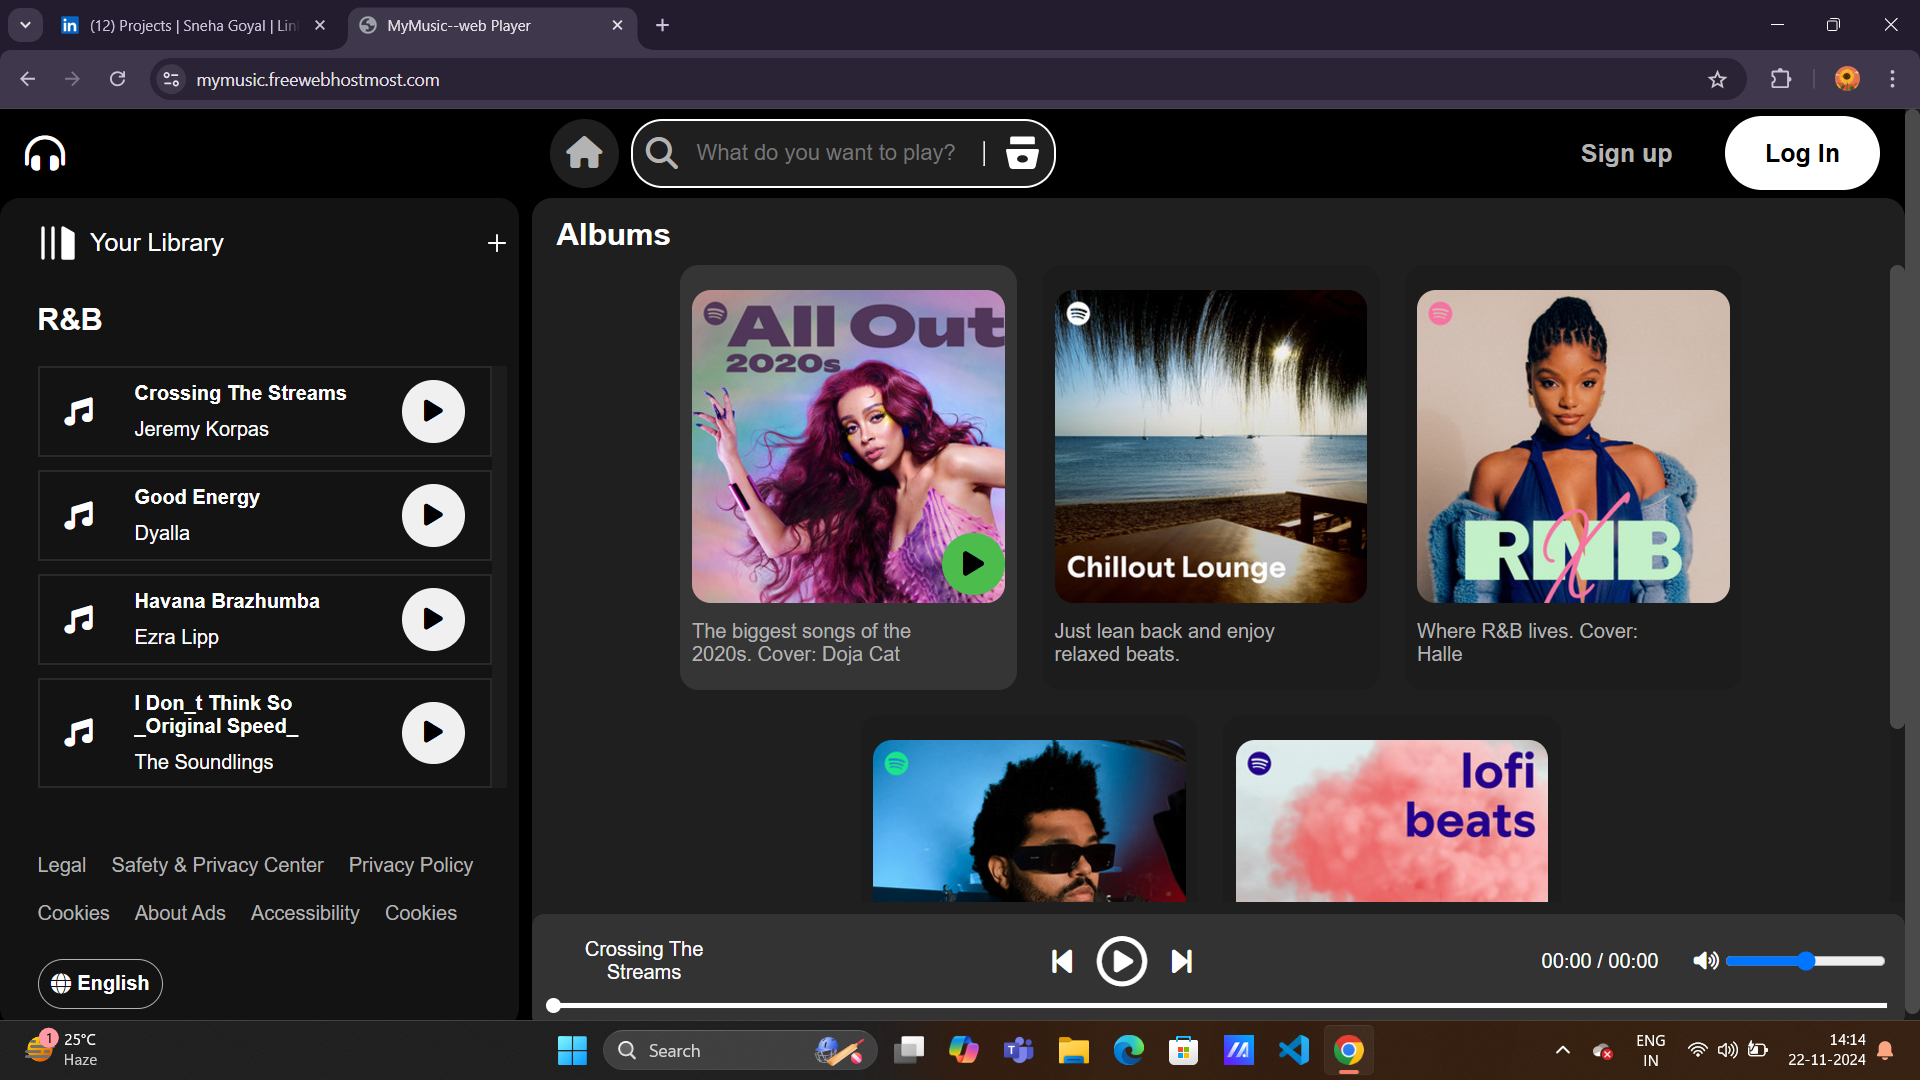 in (12) Projects | Sneha Goyal | Lin
MyMusic--web Player
mymusic.freewebhostmost.com
What do you want to play?
Sign up
Log In
Your Library
R&B
Crossing The Streams
Jeremy Korpas
Good Energy
Dyalla
Havana Brazhumba
Ezra Lipp
I Don_t Think So
_Original Speed_
The Soundlings
Legal Safety & Privacy Center Privacy Policy
Cookies About Ads Accessibility Cookies
English
Albums
All Out
2020s
The biggest songs of the
2020s. Cover: Doja Cat
Chillout Lounge
Just lean back and enjoy
relaxed beats.
RNB
X
Where R&B lives. Cover:
Halle
lofi
beats
Crossing The
Streams
00:00 / 00:00
1
25°C
Haze
Search
ENG
IN
14:14
22-11-2024